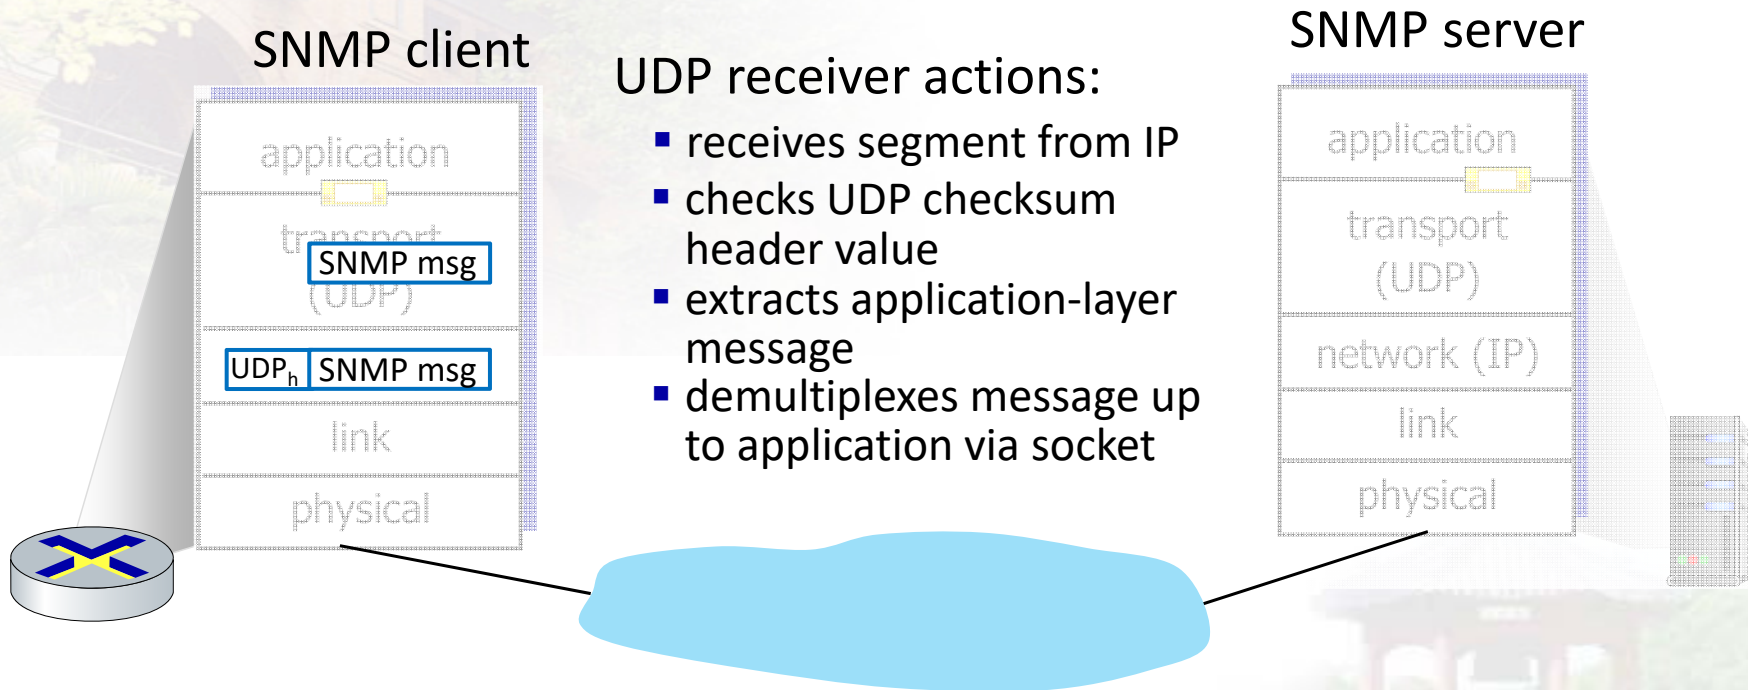 SNMP client
application
transport
SNMP msg
(UDP)
UDPh SNMP msg
link
physical
UDP receiver actions:
▪ receives segment from IP
▪ checks UDP checksum
header value
▪ extracts application-layer
message
▪ demultiplexes message up
to application via socket
SNMP server
application
transport
(UDP)
network (IP)
link
physical